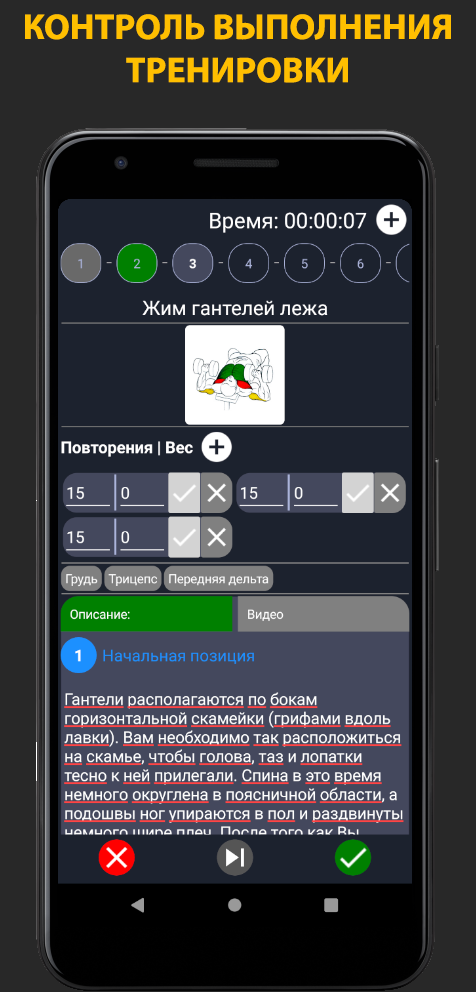 КОНТРОЛЬ ВЫПОЛНЕНИЯ
ТРЕНИРОВКИ
Время: 00:00:07
1 - 2 - 3 - 4 - 5 - 6 -
Жим гантелей лежа
Повторения | Вес
15 0 15 0
15 0
Грудь Трицепс Передняя дельта
Описание: Видео
1 Начальная позиция
Гантели располагаются по бокам
горизонтальной скамейки (грифами вдоль
лавки). Вам необходимо так расположиться
на скамье, чтобы голова, таз и лопатки
тесно к ней прилегали. Спина в это время
немного округлена в поясничной области, а
подошвы ног упираются в пол и раздвинуты
немного шире плеч. После того как Вы